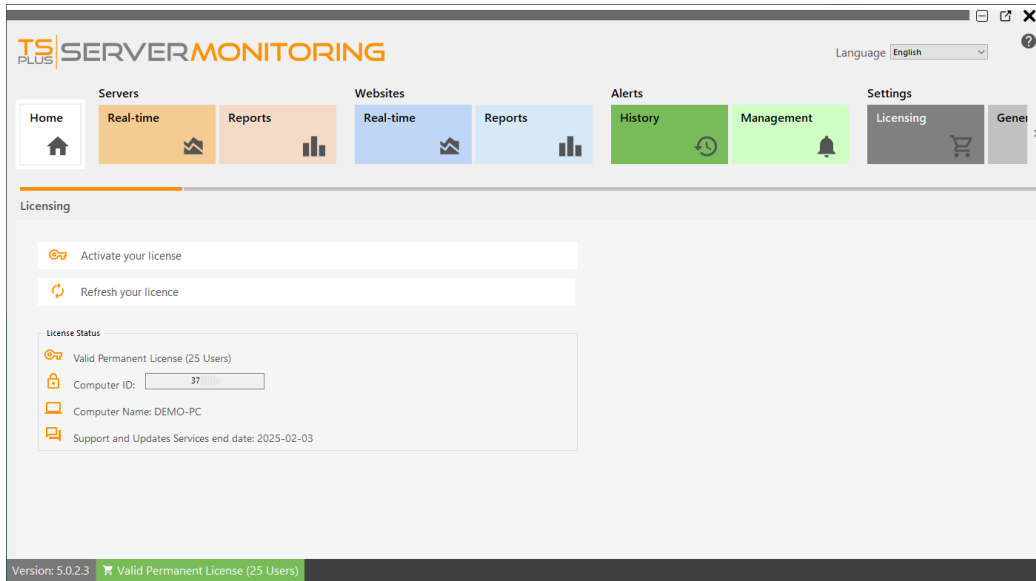 TS PLUS SERVERMONITORING
Language English
Servers Websites Alerts Settings
Home Real-time Reports Real-time Reports History Management Licensing Gener
Licensing
Activate your license
Refresh your licence
License Status
Valid Permanent License (25 Users)
Computer ID: 37
Computer Name: DEMO-PC
Support and Updates Services end date: 2025-02-03
Version: 5.0.2.3 Valid Permanent License (25 Users)